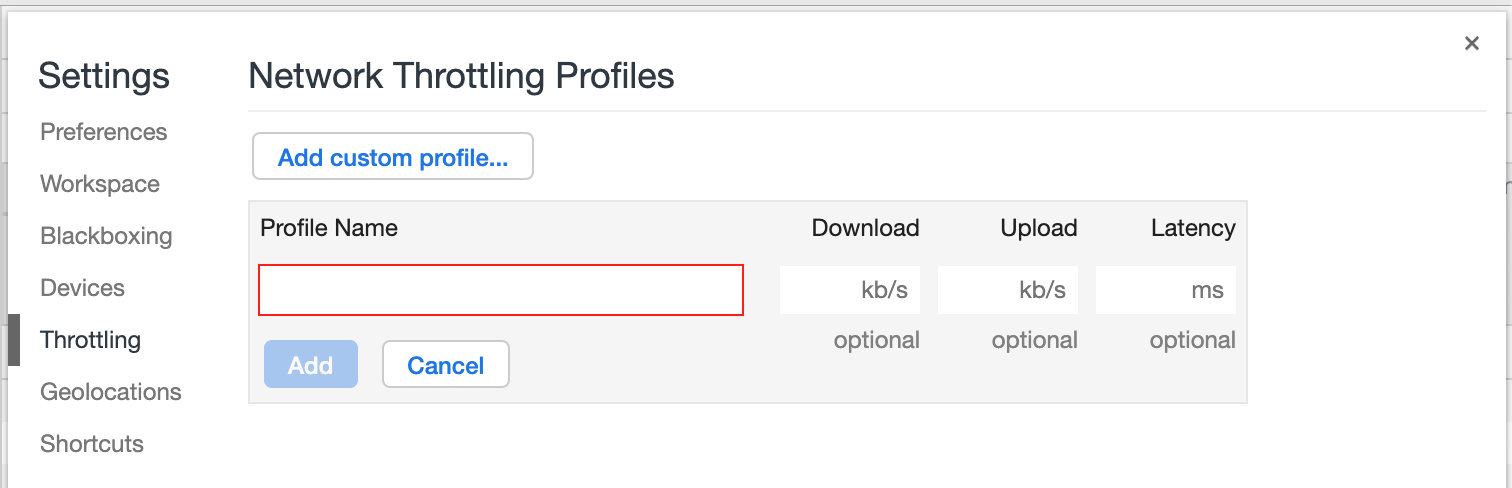 Settings
Preferences
Workspace
Blackboxing
Devices
Throttling
Geolocations
Shortcuts
Network Throttling Profiles
×
Add custom profile...
Profile Name Download Upload Latency
kb/s kb/s ms
optional optional optional
Add Cancel